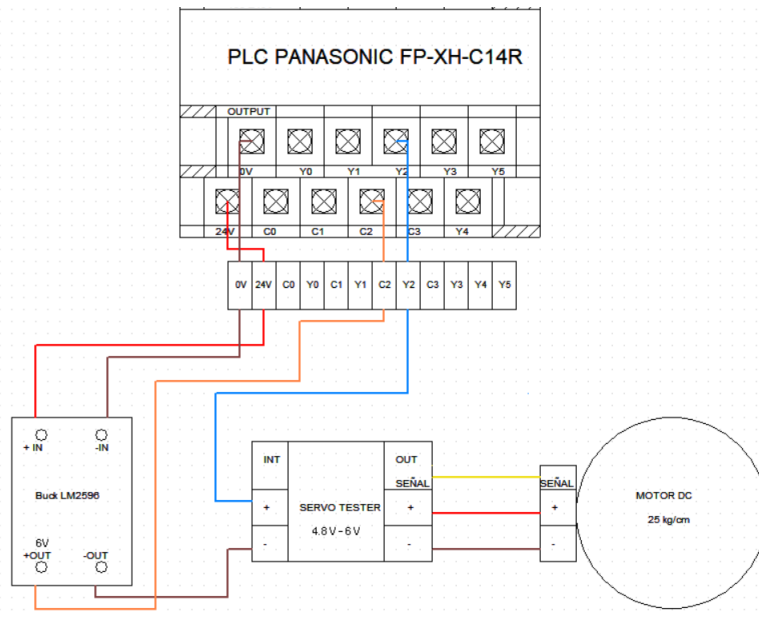 PLC PANASONIC FP-XH-C14R
OUTPUT
0V Y0 Y1 Y2 Y3 Y5
24V C0 C1 C2 C3 Y4
0V 24V C0 Y0 C1 Y1 C2 Y2 C3 Y3 Y4 Y5
+ IN -IN
Buck LM2596
6V
+OUT -OUT
INT OUT
SEÑAL
+ SERVO TESTER +
4.8V-6V
- -
SEÑAL
+
-
MOTOR DC
25 kg/cm